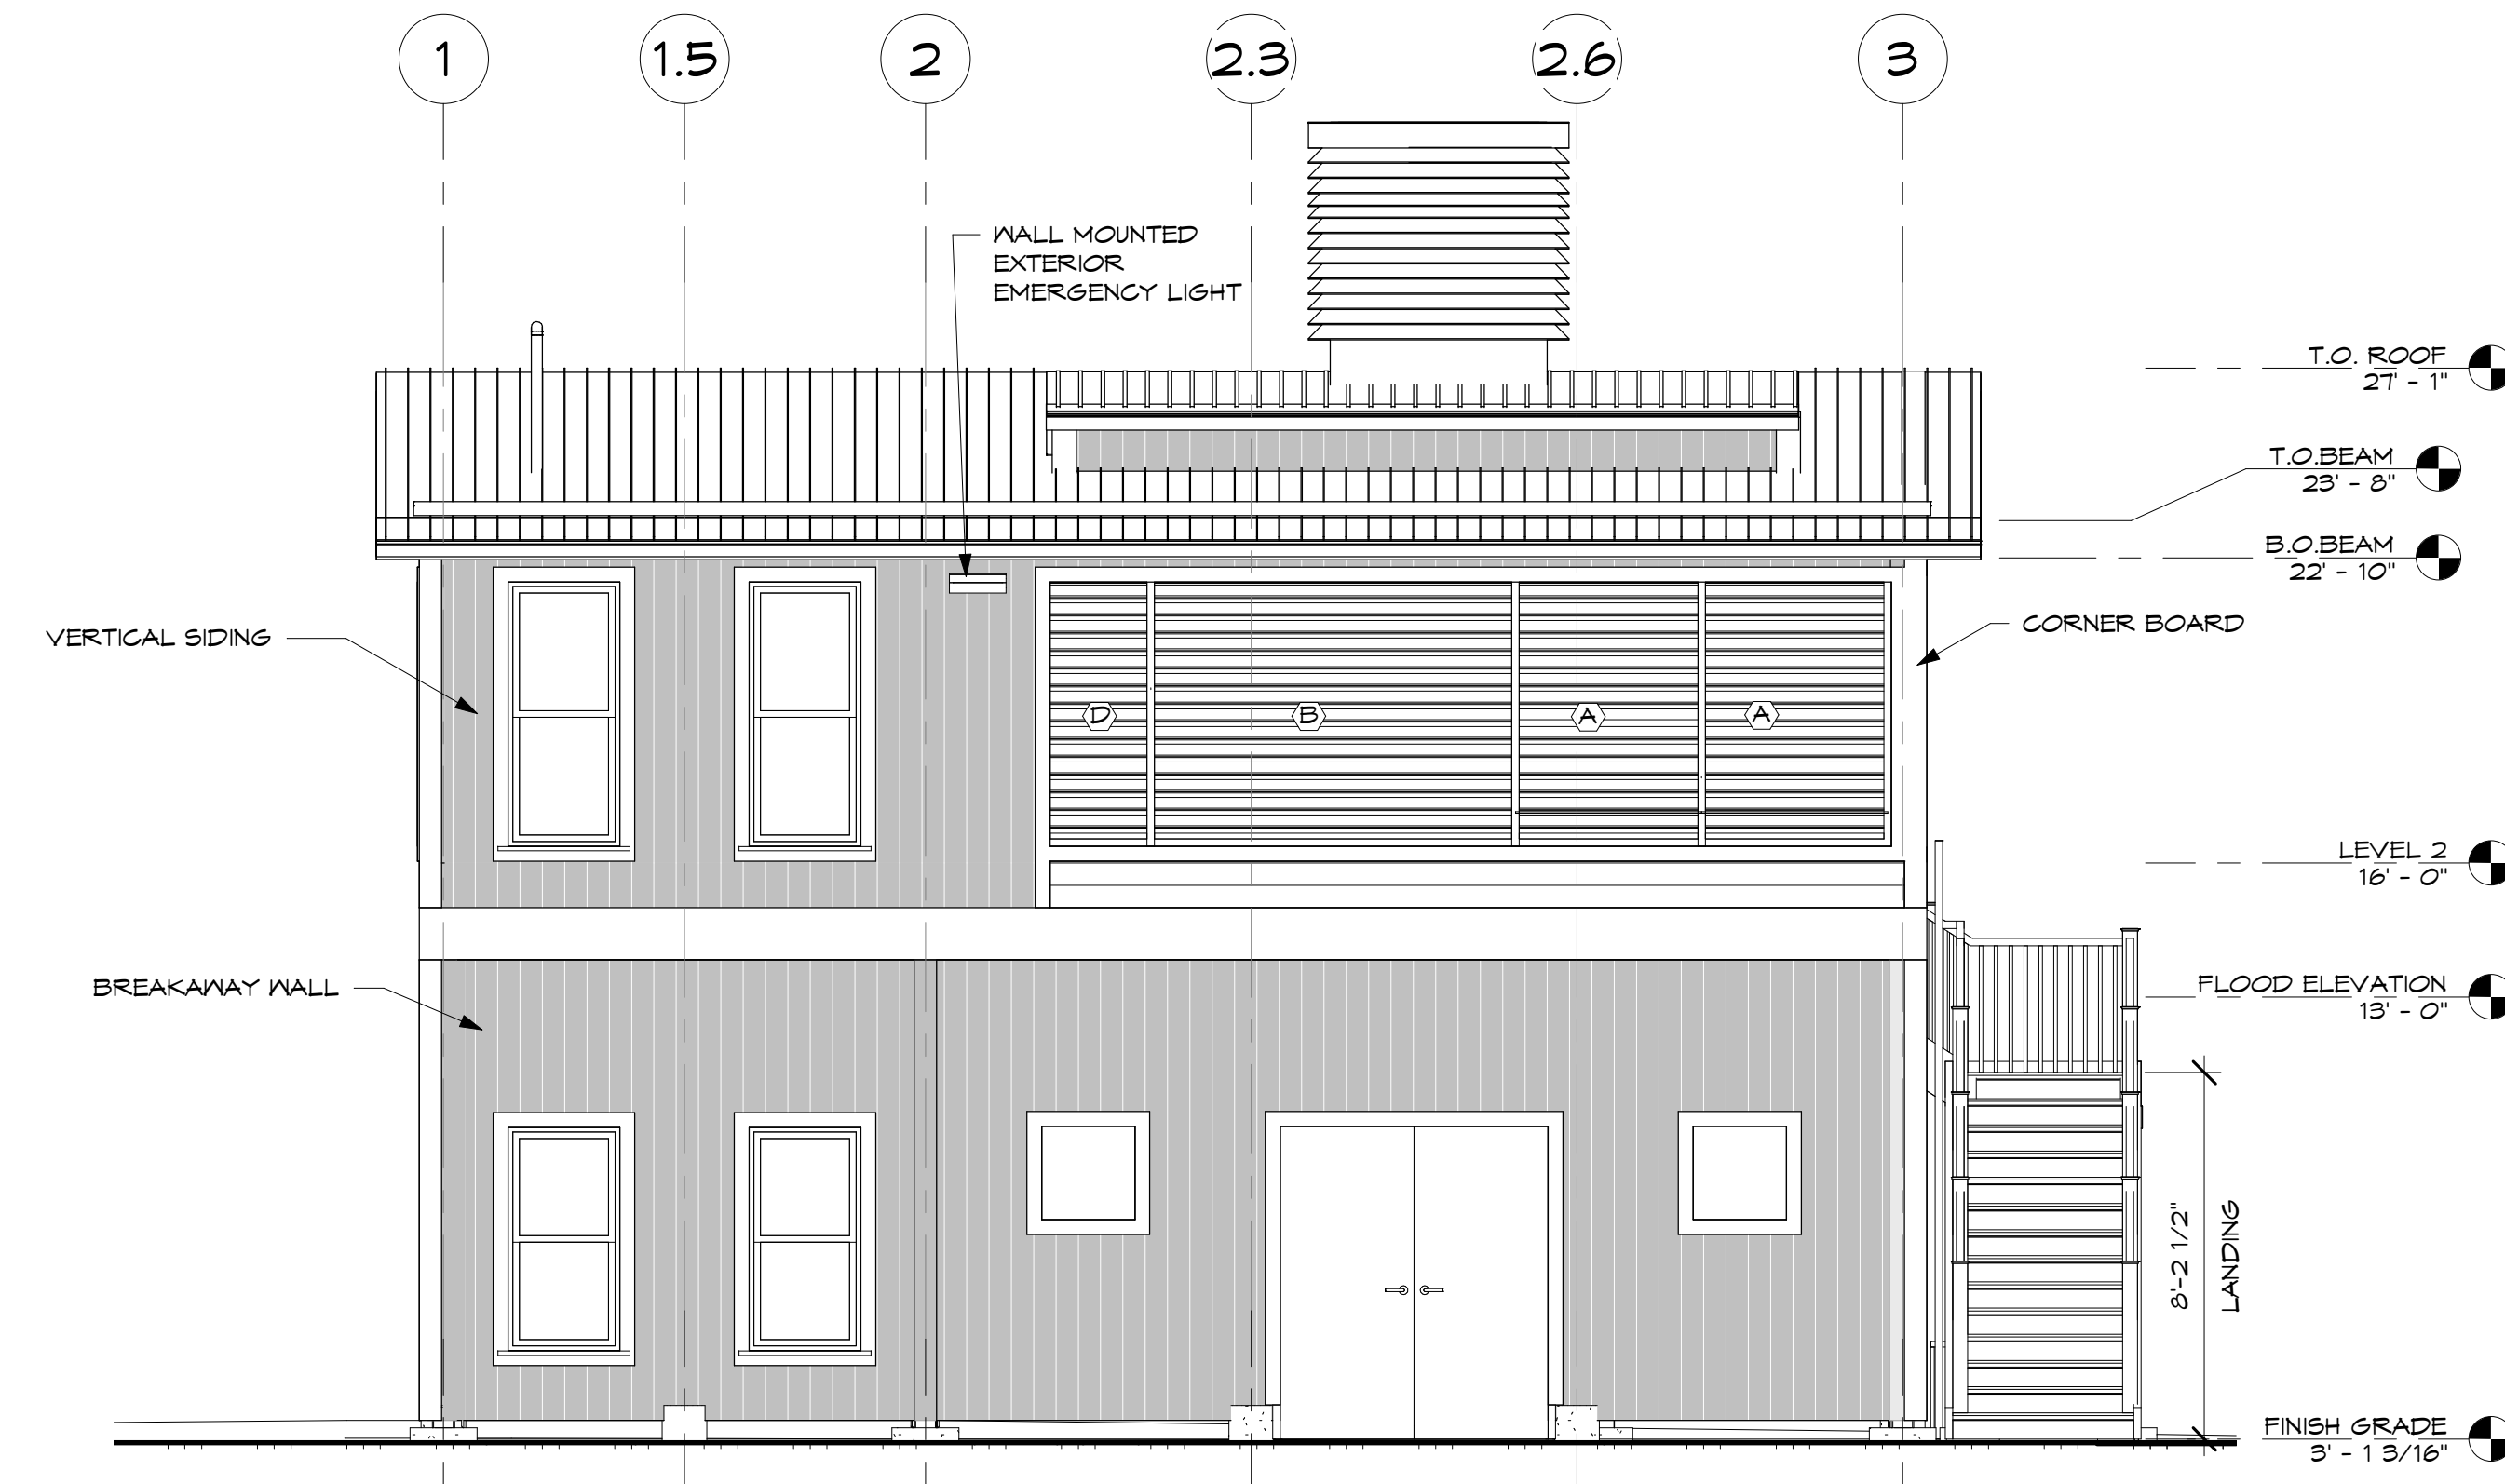 1
1.5
2
2.3
2.6
3
WALL MOUNTED
EXTERIOR
EMERGENCY LIGHT
T.O. ROOF
27' - 1"
T.O.BEAM
23' - 8"
B.O.BEAM
22' - 10"
VERTICAL SIDING
CORNER BOARD
D
B
A
A
LEVEL 2
16' - 0"
BREAKAWAY WALL
FLOOD ELEVATION
13' - 0"
8'-2 1/2"
LANDING
FINISH GRADE
3' - 1 3/16"